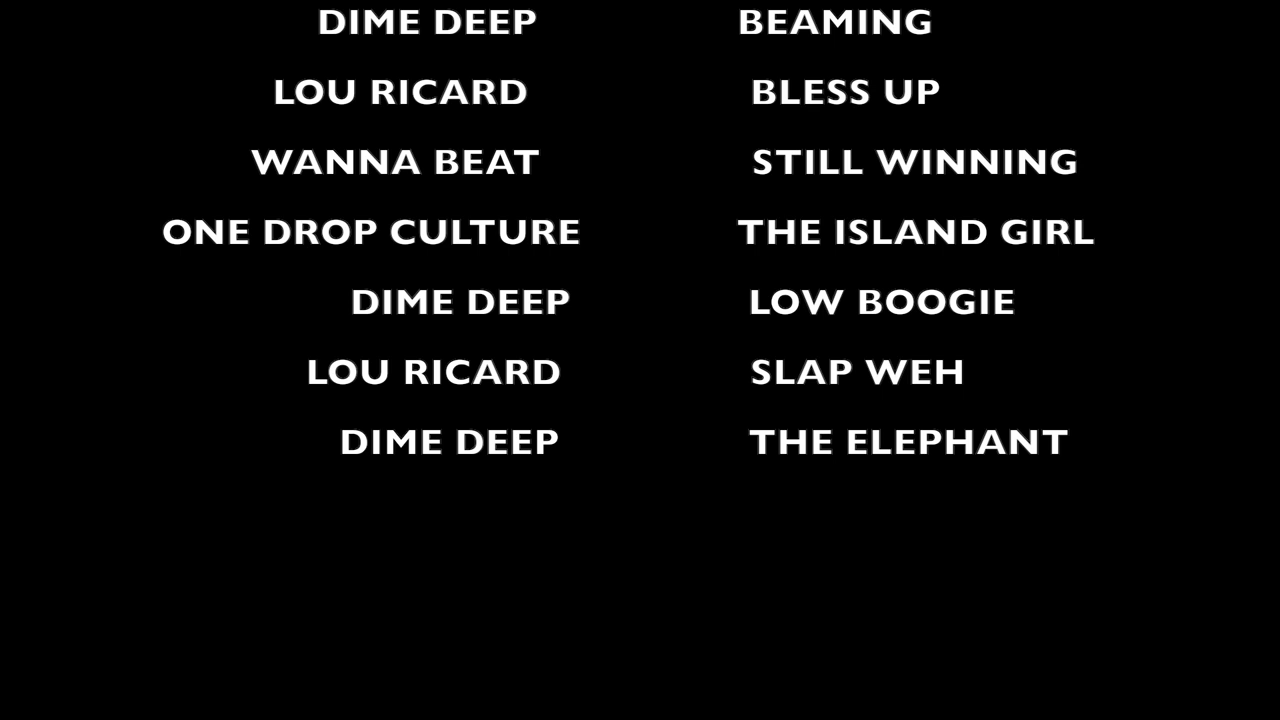 DIME DEEP BEAMING
LOU RICARD BLESS UP
WANNA BEAT STILL WINNING
ONE DROP CULTURE THE ISLAND GIRL
DIME DEEP LOW BOOGIE
LOU RICARD SLAP WEH
DIME DEEP THE ELEPHANT